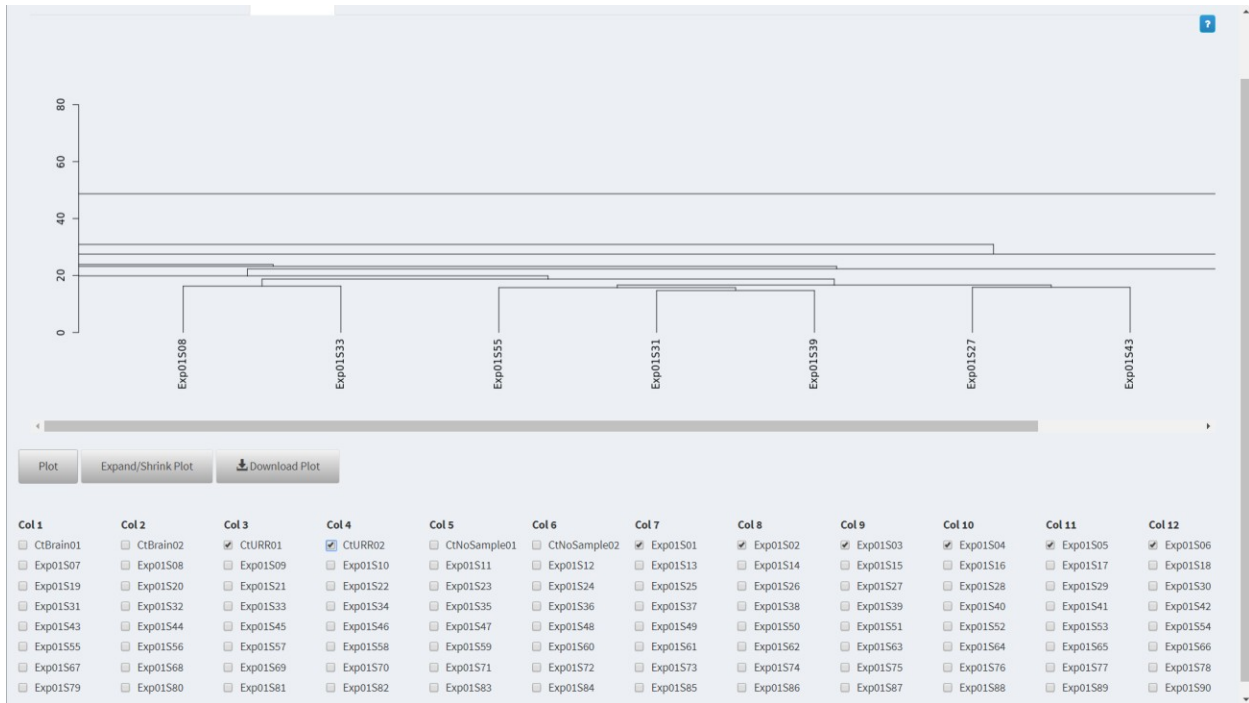 ?
80
60
40
20
0
Exp01S08 Exp01S33 Exp01S55 Exp01S31 Exp01S39 Exp01S27 Exp01S43
Plot Expand/Shrink Plot Download Plot
Col 1 Col 2 Col 3 Col 4 Col 5 Col 6 Col 7 Col 8 Col 9 Col 10 Col 11 Col 12
CtBrain01 CtBrain02 CtURR01 CtURR02 CtNoSample01 CtNoSample02 Exp01S01 Exp01S02 Exp01S03 Exp01S04 Exp01S05 Exp01S06
Exp01S07 Exp01S08 Exp01S09 Exp01S10 Exp01S11 Exp01S12 Exp01S13 Exp01S14 Exp01S15 Exp01S16 Exp01S17 Exp01S18
Exp01S19 Exp01S20 Exp01S21 Exp01S22 Exp01S23 Exp01S24 Exp01S25 Exp01S26 Exp01S27 Exp01S28 Exp01S29 Exp01S30
Exp01S31 Exp01S32 Exp01S33 Exp01S34 Exp01S35 Exp01S36 Exp01S37 Exp01S38 Exp01S39 Exp01S40 Exp01S41 Exp01S42
Exp01S43 Exp01S44 Exp01S45 Exp01S46 Exp01S47 Exp01S48 Exp01S49 Exp01S50 Exp01S51 Exp01S52 Exp01S53 Exp01S54
Exp01S55 Exp01S56 Exp01S57 Exp01S58 Exp01S59 Exp01S60 Exp01S61 Exp01S62 Exp01S63 Exp01S64 Exp01S65 Exp01S66
Exp01S67 Exp01S68 Exp01S69 Exp01S70 Exp01S71 Exp01S72 Exp01S73 Exp01S74 Exp01S75 Exp01S76 Exp01S77 Exp01S78
Exp01S79 Exp01S80 Exp01S81 Exp01S82 Exp01S83 Exp01S84 Exp01S85 Exp01S86 Exp01S87 Exp01S88 Exp01S89 Exp01S90